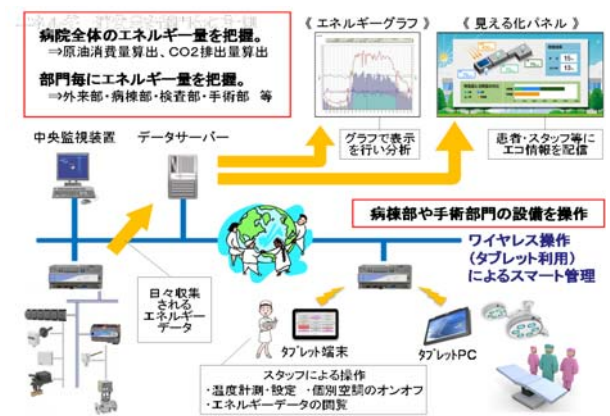 病院全体のエネルギー量を把握。
⇒原油消費量算出、CO2排出量算出
部門毎にエネルギー量を把握。
⇒外来部・病棟部・検査部・手術部 等
《 エネルギーグラフ 》
《 見える化パネル 》
グラフで表示
を行い分析
患者・スタッフ等に
エコ情報を配信
中央監視装置
データサーバー
病棟部や手術部門の設備を操作
ワイヤレス操作
(タブレット利用)
によるスマート管理
日々収集
される
エネルギー
データ
タブレット端末
タブレットPC
スタッフによる操作
・温度計測・設定 ・個別空調のオンオフ
・エネルギーデータの閲覧